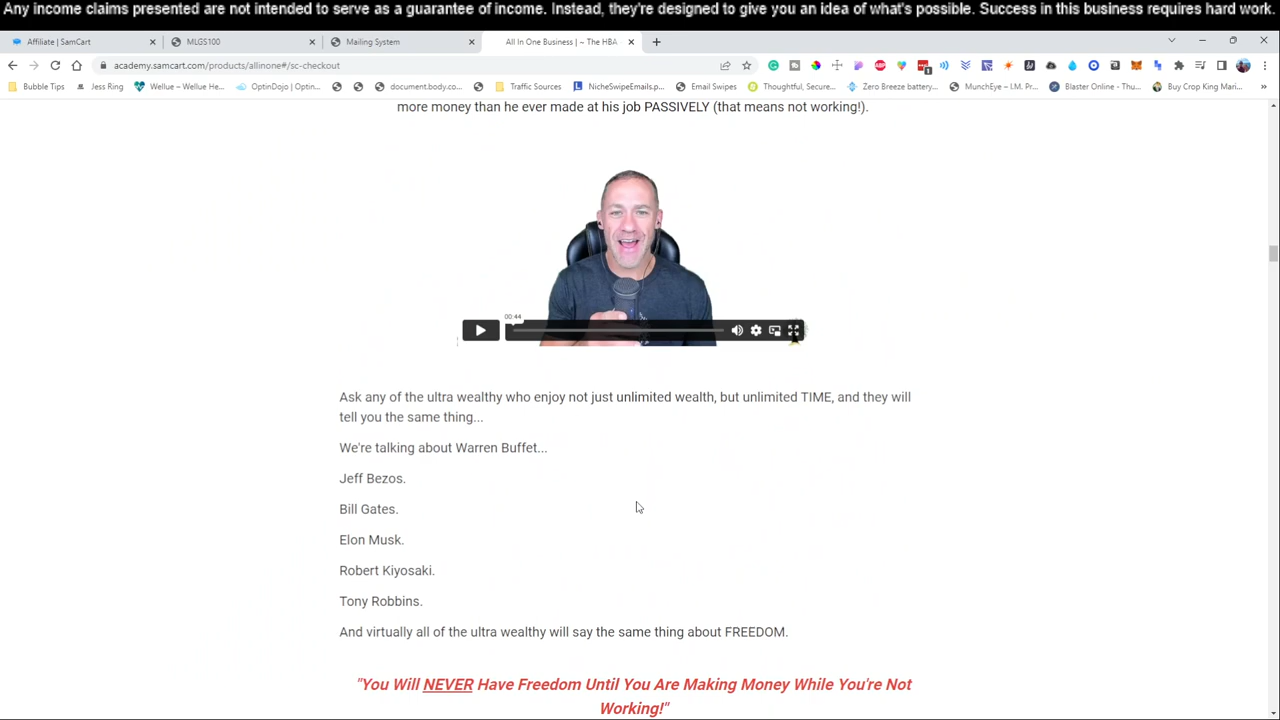 Any income claims presented are not intended to serve as a guarantee of income. Instead, they're designed to give you an idea of what's possible. Success in this business requires hard work.
Affiliate | SamCart
MLGS100
Mailing System
All In One Business | ~ The HBA
academy.samcart.com/products/allinone#/sc-checkout
Bubble Tips
Jess Ring
Wellue – Wellue He...
OptinDojo | Optin...
document.body.co...
Traffic Sources
NicheSwipeEmails.p...
Email Swipes
Thoughtful, Secure...
Zero Breeze battery...
MunchEye – I.M. Pr...
Blaster Online - Thu...
Buy Crop King Mari...
more money than he ever made at his job PASSIVELY (that means not working!).
00:44
Ask any of the ultra wealthy who enjoy not just unlimited wealth, but unlimited TIME, and they will
tell you the same thing...
We're talking about Warren Buffet...
Jeff Bezos.
Bill Gates.
Elon Musk.
Robert Kiyosaki.
Tony Robbins.
And virtually all of the ultra wealthy will say the same thing about FREEDOM.
"You Will NEVER Have Freedom Until You Are Making Money While You're Not
Working!"